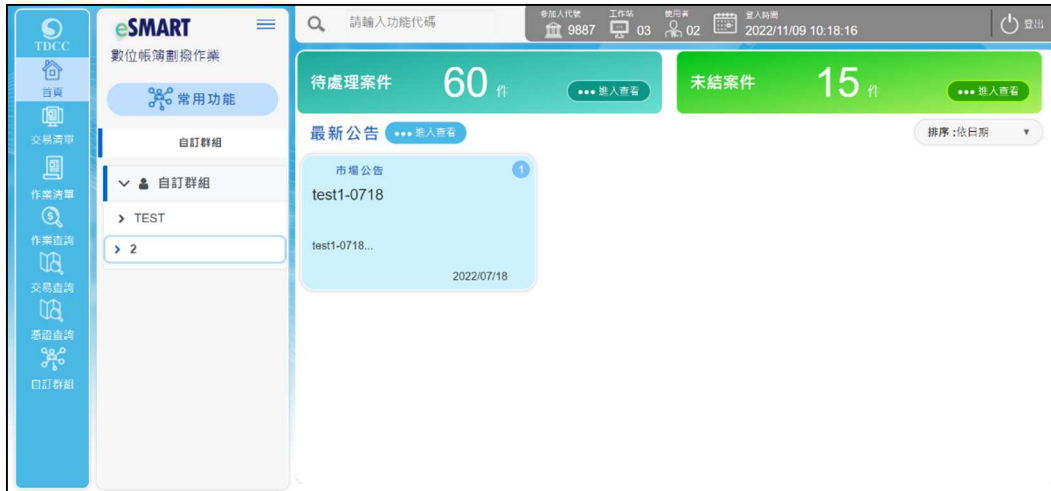 TDCC
首頁
交易清單
作業清單
作業查詢
交易查詢
憑證查詢
自訂群組
eSMART
數位帳簿劃撥作業
常用功能
自訂群組
自訂群組
TEST
2
請輸入功能代碼
參加人代號 9887
工作站 03
使用者 02
登入時間 2022/11/09 10:18:16
登出
待處理案件 60 件 ••• 進入查看
未結案件 15 件 ••• 進入查看
最新公告 ••• 進入查看
排序 :依日期
市場公告 1
test1-0718
test1-0718...
2022/07/18